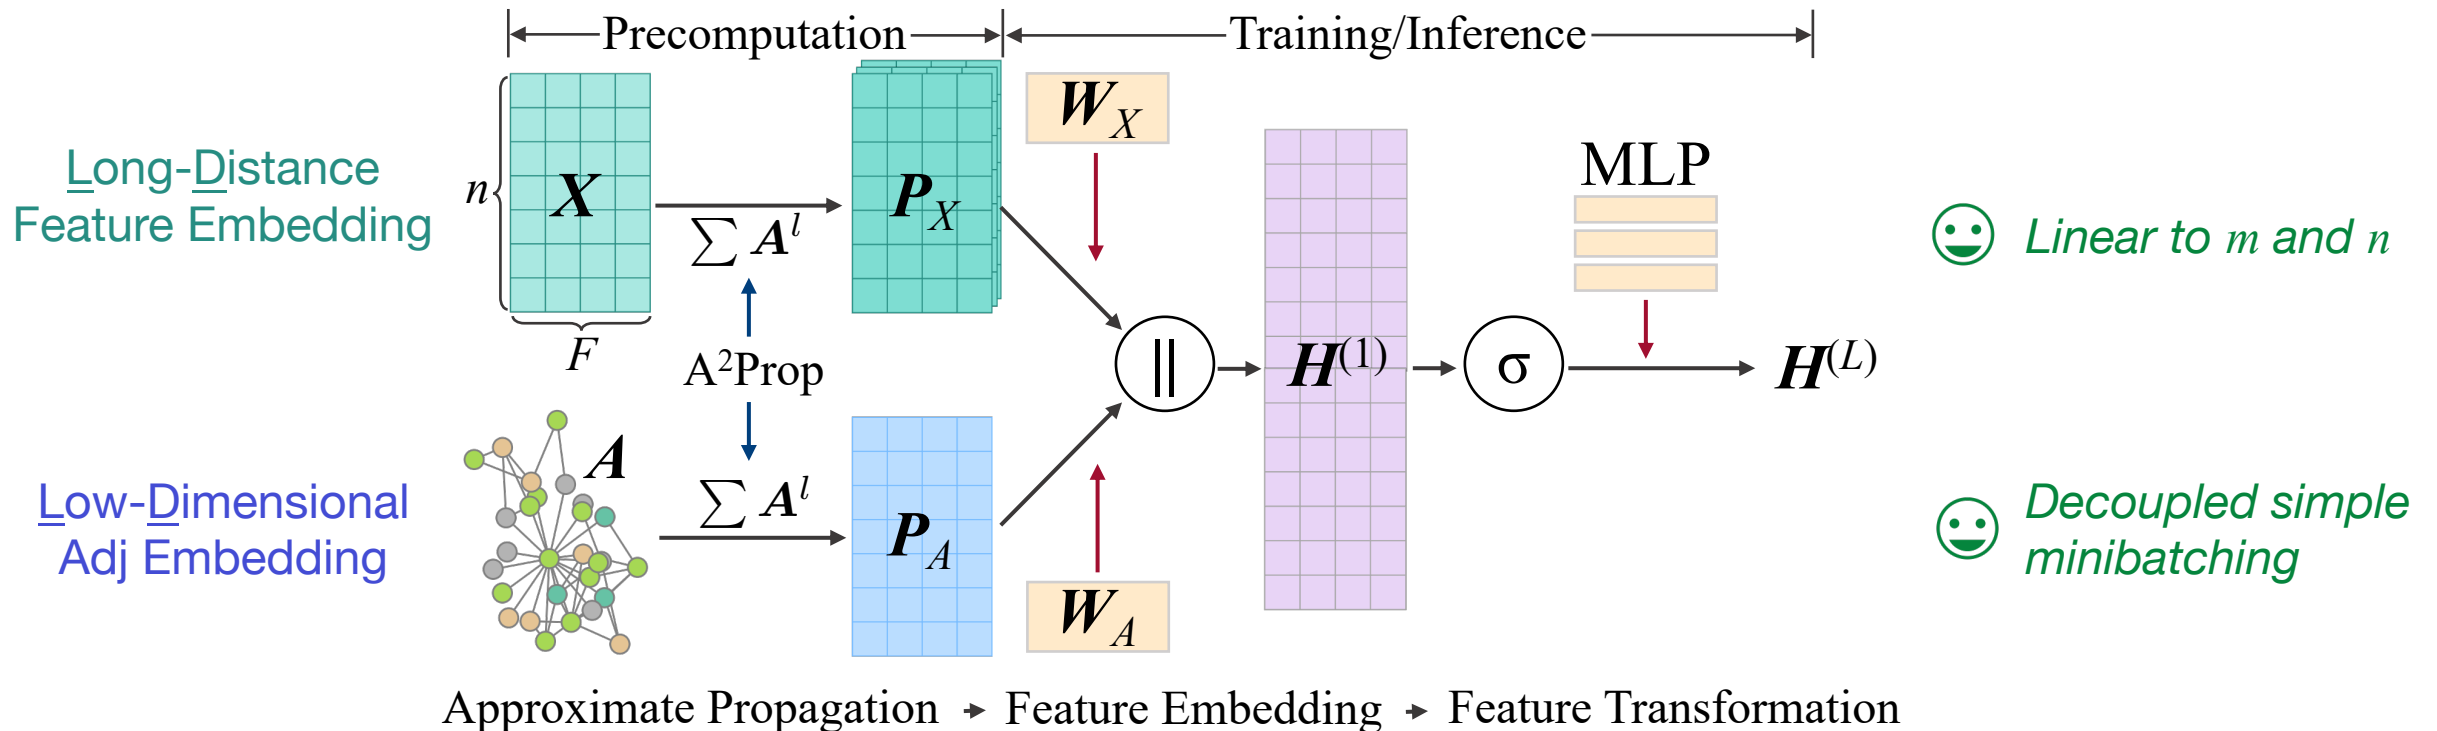 Precomputation
Training/Inference
Long-Distance
Feature Embedding
n
X
F
∑ A^l
P_X
W_X
A²Prop
Low-Dimensional
Adj Embedding
A
∑ A^l
P_A
W_A
||
H^(1)
σ
MLP
H^(L)
Linear to m and n
Decoupled simple
minibatching
Approximate Propagation → Feature Embedding → Feature Transformation